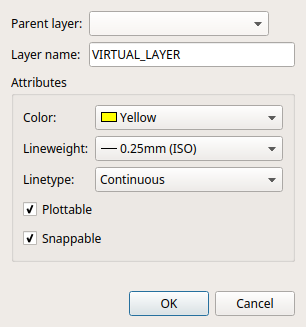 Parent layer:
Layer name: VIRTUAL_LAYER
Attributes
Color: Yellow
Lineweight: 0.25mm (ISO)
Linetype: Continuous
Plottable
Snappable
OK Cancel